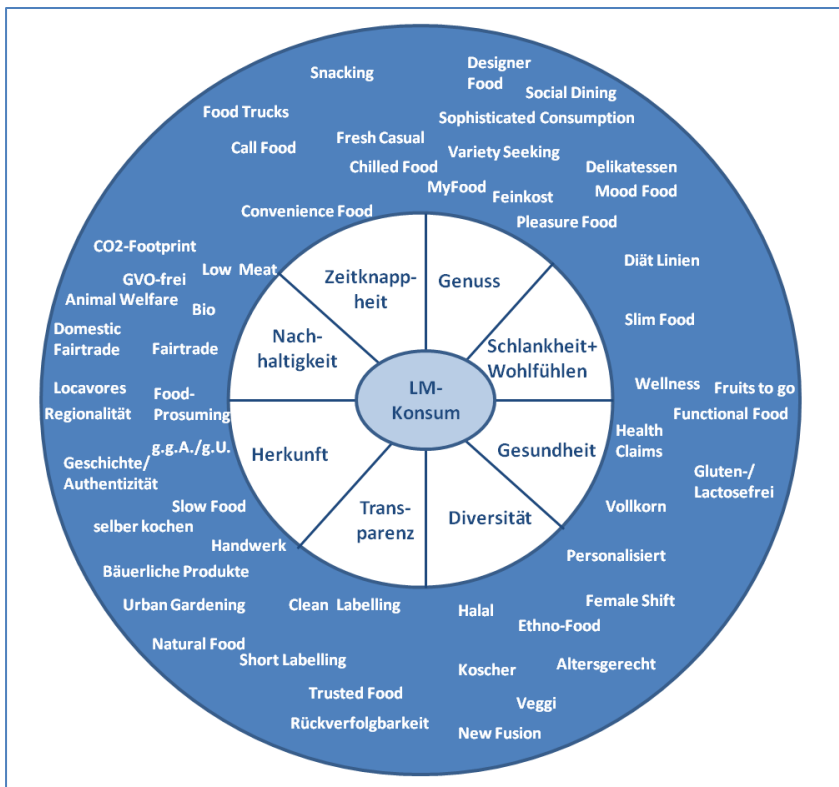 Snacking
Designer
Food
Social Dining
Food Trucks
Sophisticated Consumption
Call Food
Fresh Casual
Variety Seeking
Chilled Food
Delikatessen
MyFood
Feinkost
Mood Food
Convenience Food
Pleasure Food
CO2-Footprint
GVO-frei
Low Meat
Animal Welfare
Bio
Domestic
Fairtrade
Fairtrade
Locavores
Regionalität
Food-
Prosuming
g.g.A./g.U.
Geschichte/
Authentizität
Slow Food
selber kochen
Handwerk
Bäuerliche Produkte
Urban Gardening
Natural Food
Zeitknapp-
heit
Genuss
Nach-
haltigkeit
Schlankheit+
Wohlfühlen
LM-
Konsum
Herkunft
Gesundheit
Trans-
parenz
Diversität
Diät Linien
Slim Food
Wellness
Fruits to go
Functional Food
Health
Claims
Gluten-/
Lactosefrei
Vollkorn
Personalisiert
Clean Labelling
Short Labelling
Trusted Food
Rückverfolgbarkeit
Halal
Female Shift
Ethno-Food
Koscher
Altersgerecht
Veggi
New Fusion